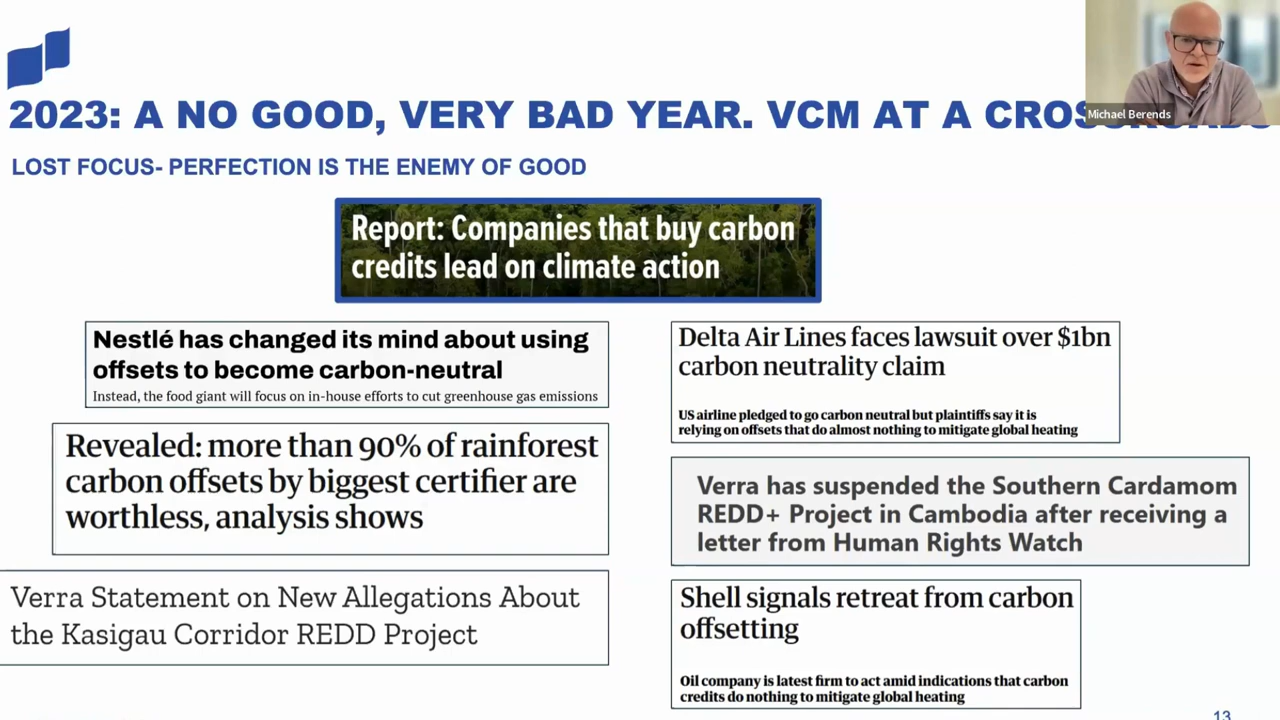 Michael Berends
2023: A NO GOOD, VERY BAD YEAR. VCM AT A
LOST FOCUS- PERFECTION IS THE ENEMY OF GOOD
Report: Companies that buy carbon
credits lead on climate action
Nestlé has changed its mind about using
offsets to become carbon-neutral
Instead, the food giant will focus on in-house efforts to cut greenhouse gas emissions
Revealed: more than 90% of rainforest
carbon offsets by biggest certifier are
worthless, analysis shows
Verra Statement on New Allegations About
the Kasigau Corridor REDD Project
Delta Air Lines faces lawsuit over $1bn
carbon neutrality claim
US airline pledged to go carbon neutral but plaintiffs say it is
relying on offsets that do almost nothing to mitigate global heating
Verra has suspended the Southern Cardamom
REDD+ Project in Cambodia after receiving a
letter from Human Rights Watch
Shell signals retreat from carbon
offsetting
Oil company is latest firm to act amid indications that carbon
credits do nothing to mitigate global heating
13